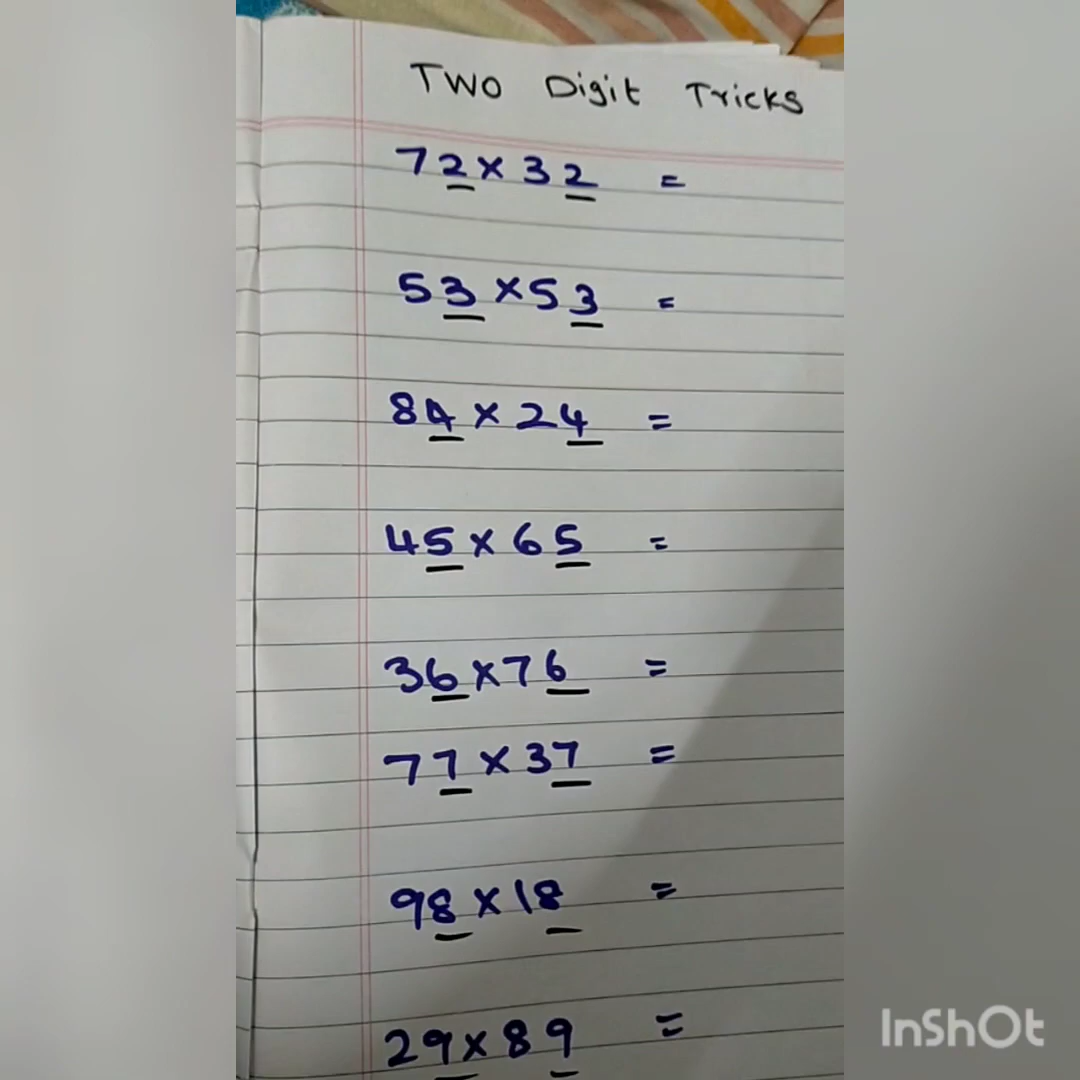 Two Digit Tricks
72 × 32 =
53 × 53 =
84 × 24 =
45 × 65 =
36 × 76 =
77 × 37 =
98 × 18 =
29 × 89 =
InShOt